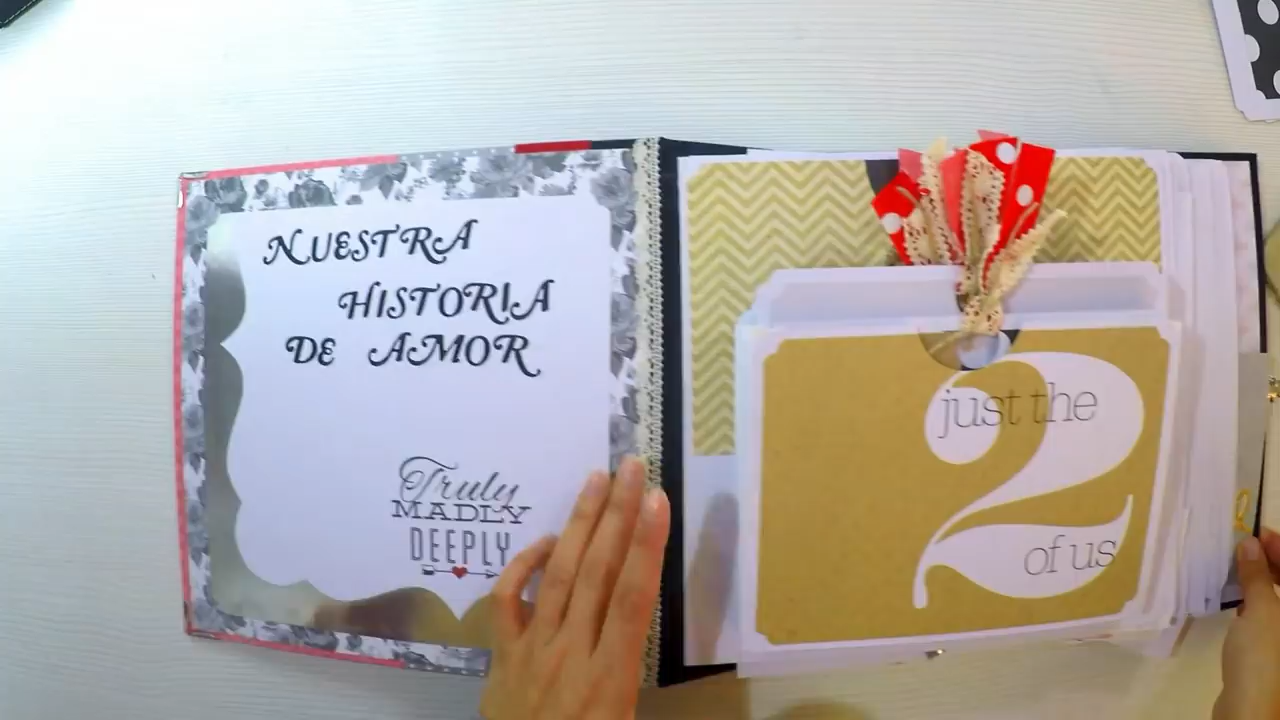 NUESTRA
HISTORIA
DE AMOR
Truly
MADLY
DEEPLY
2
just the
of us